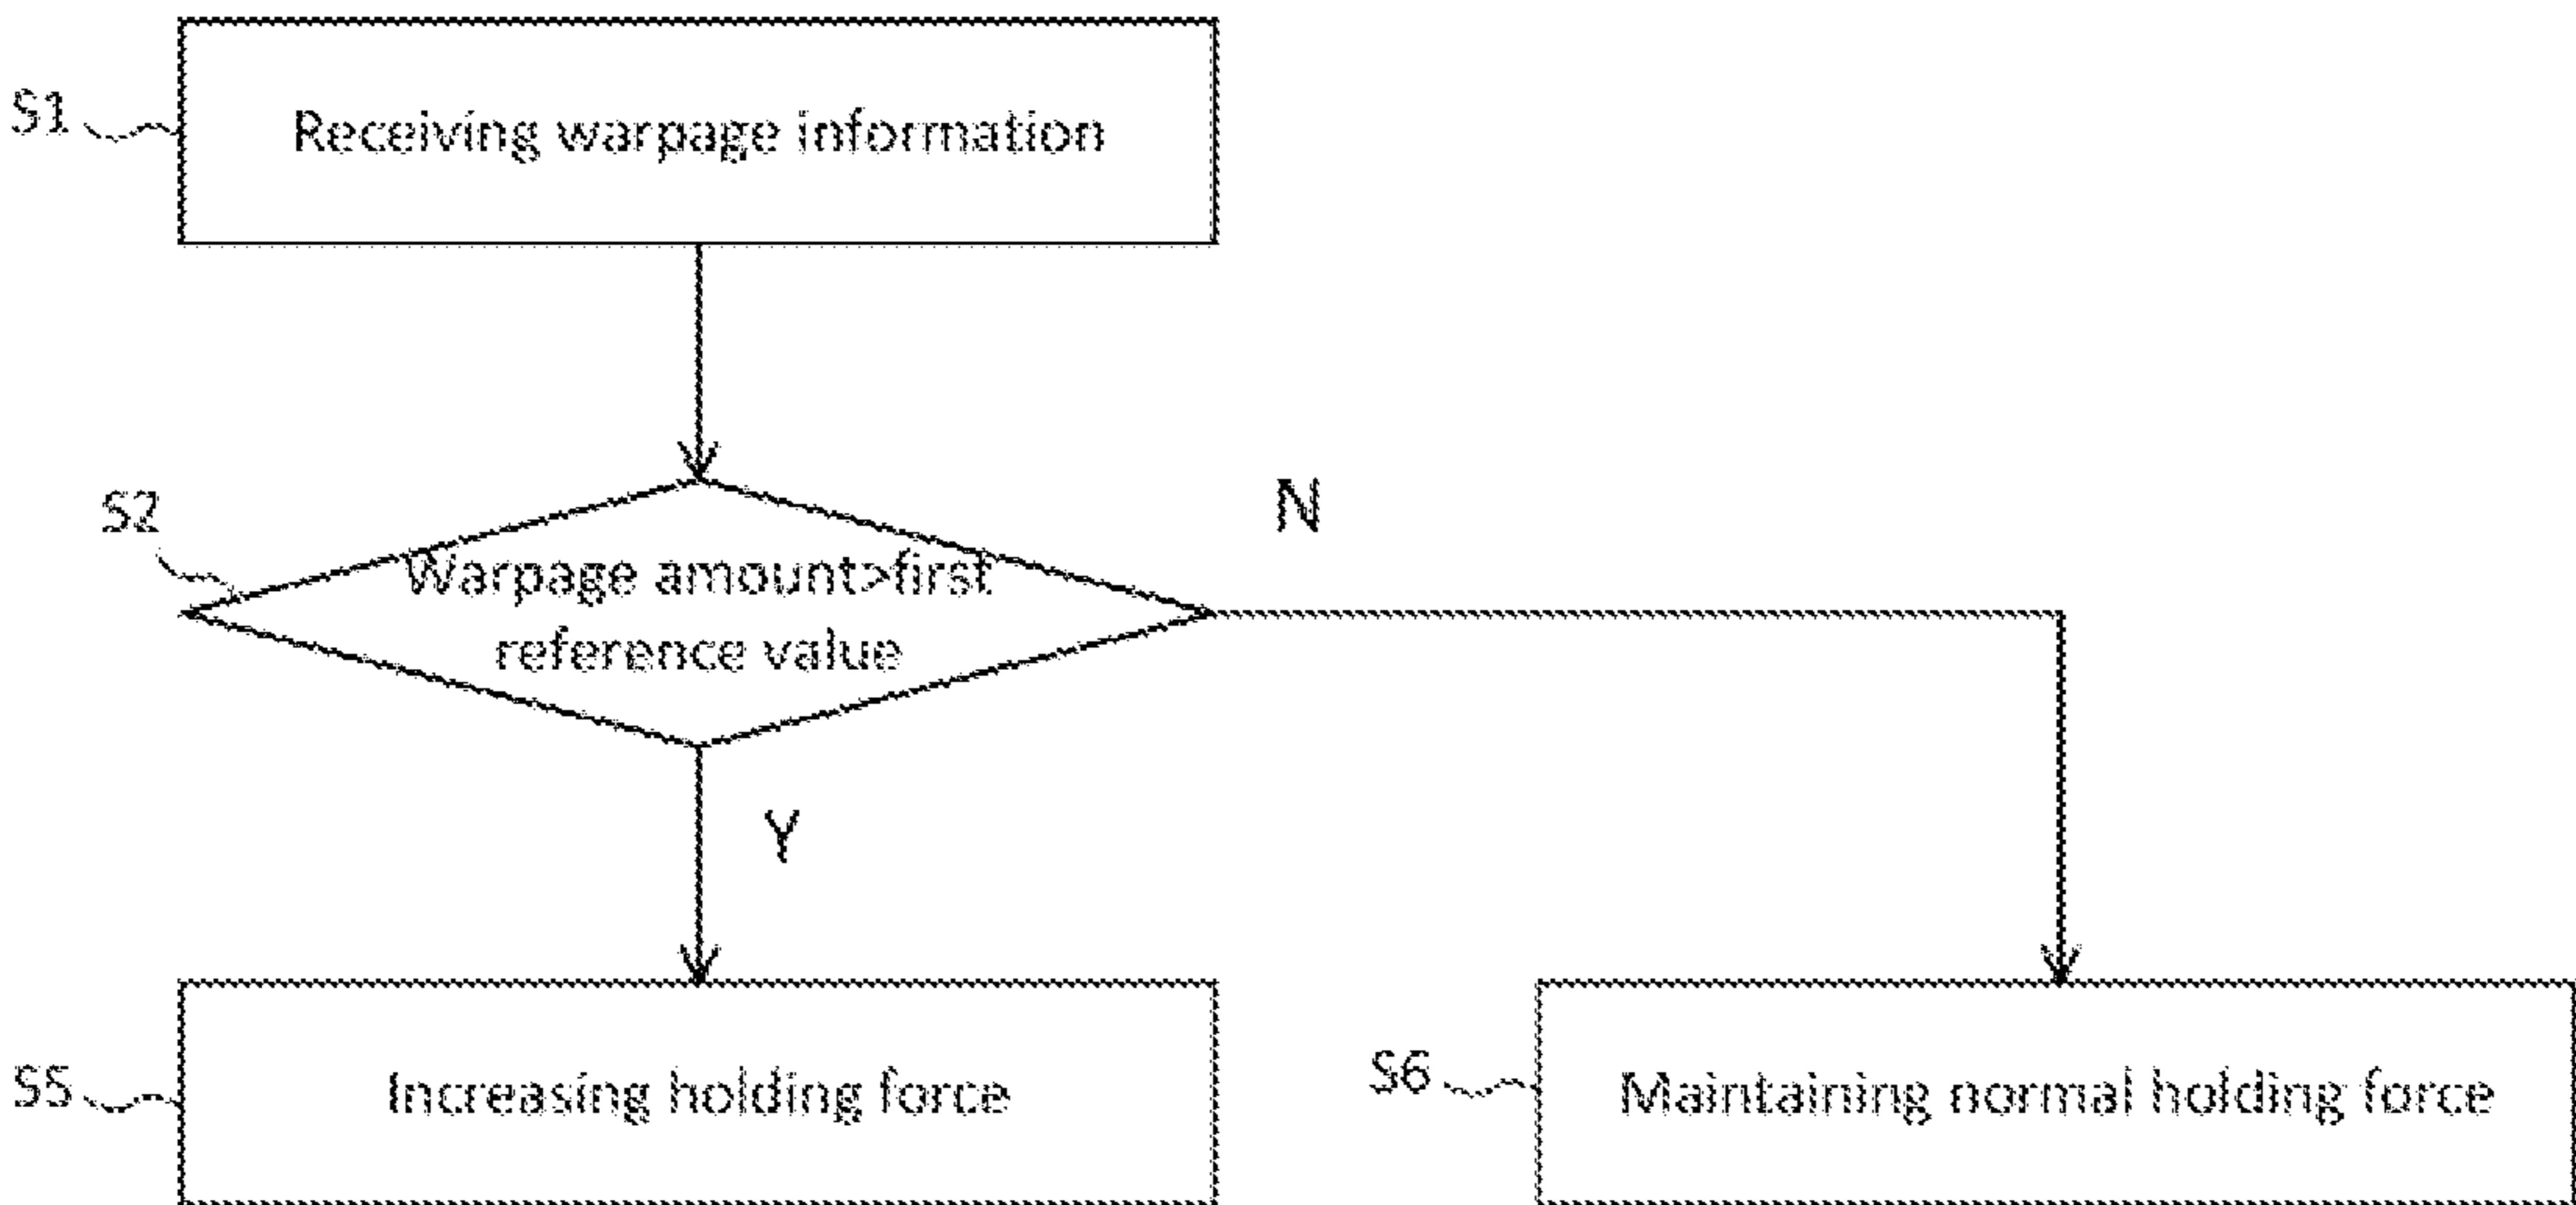 S1
Receiving warpage information
S2
N
Warpage amount>first
reference value
Y
S5
Increasing holding force
S6
Maintaining normal holding force